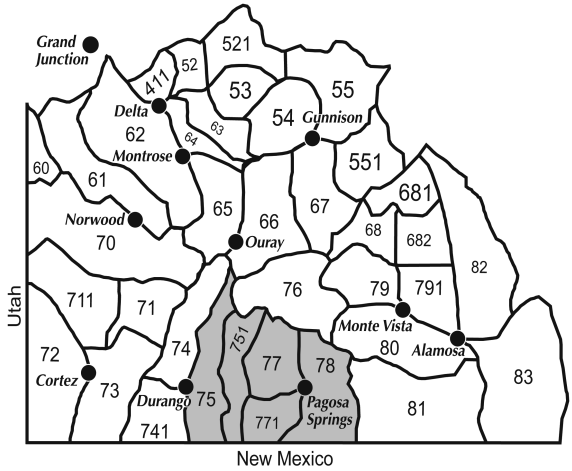 521
Grand
Junction
52
411
53
55
54
Delta
Gunnison
63
62
64
Montrose
551
60
61
681
65
66
67
Norwood
68
682
70
Ouray
82
76
79
791
711
71
Utah
Monte Vista
751
74
72
77
78
80
Alamosa
Cortez
83
73
Durango
75
Pagosa
Springs
81
771
741
New Mexico